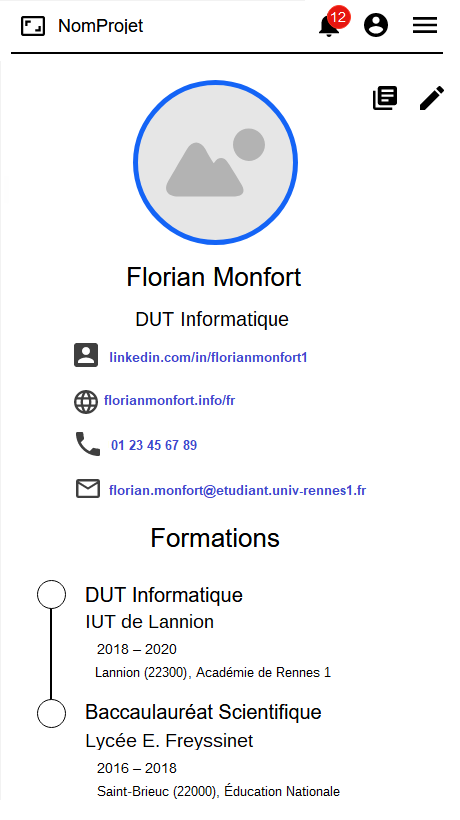 NomProjet
12
Florian Monfort
DUT Informatique
linkedin.com/in/florianmonfort1
florianmonfort.info/fr
01 23 45 67 89
florian.monfort@etudiant.univ-rennes1.fr
Formations
DUT Informatique
IUT de Lannion
2018 – 2020
Lannion (22300), Académie de Rennes 1
Baccaulauréat Scientifique
Lycée E. Freyssinet
2016 – 2018
Saint-Brieuc (22000), Éducation Nationale